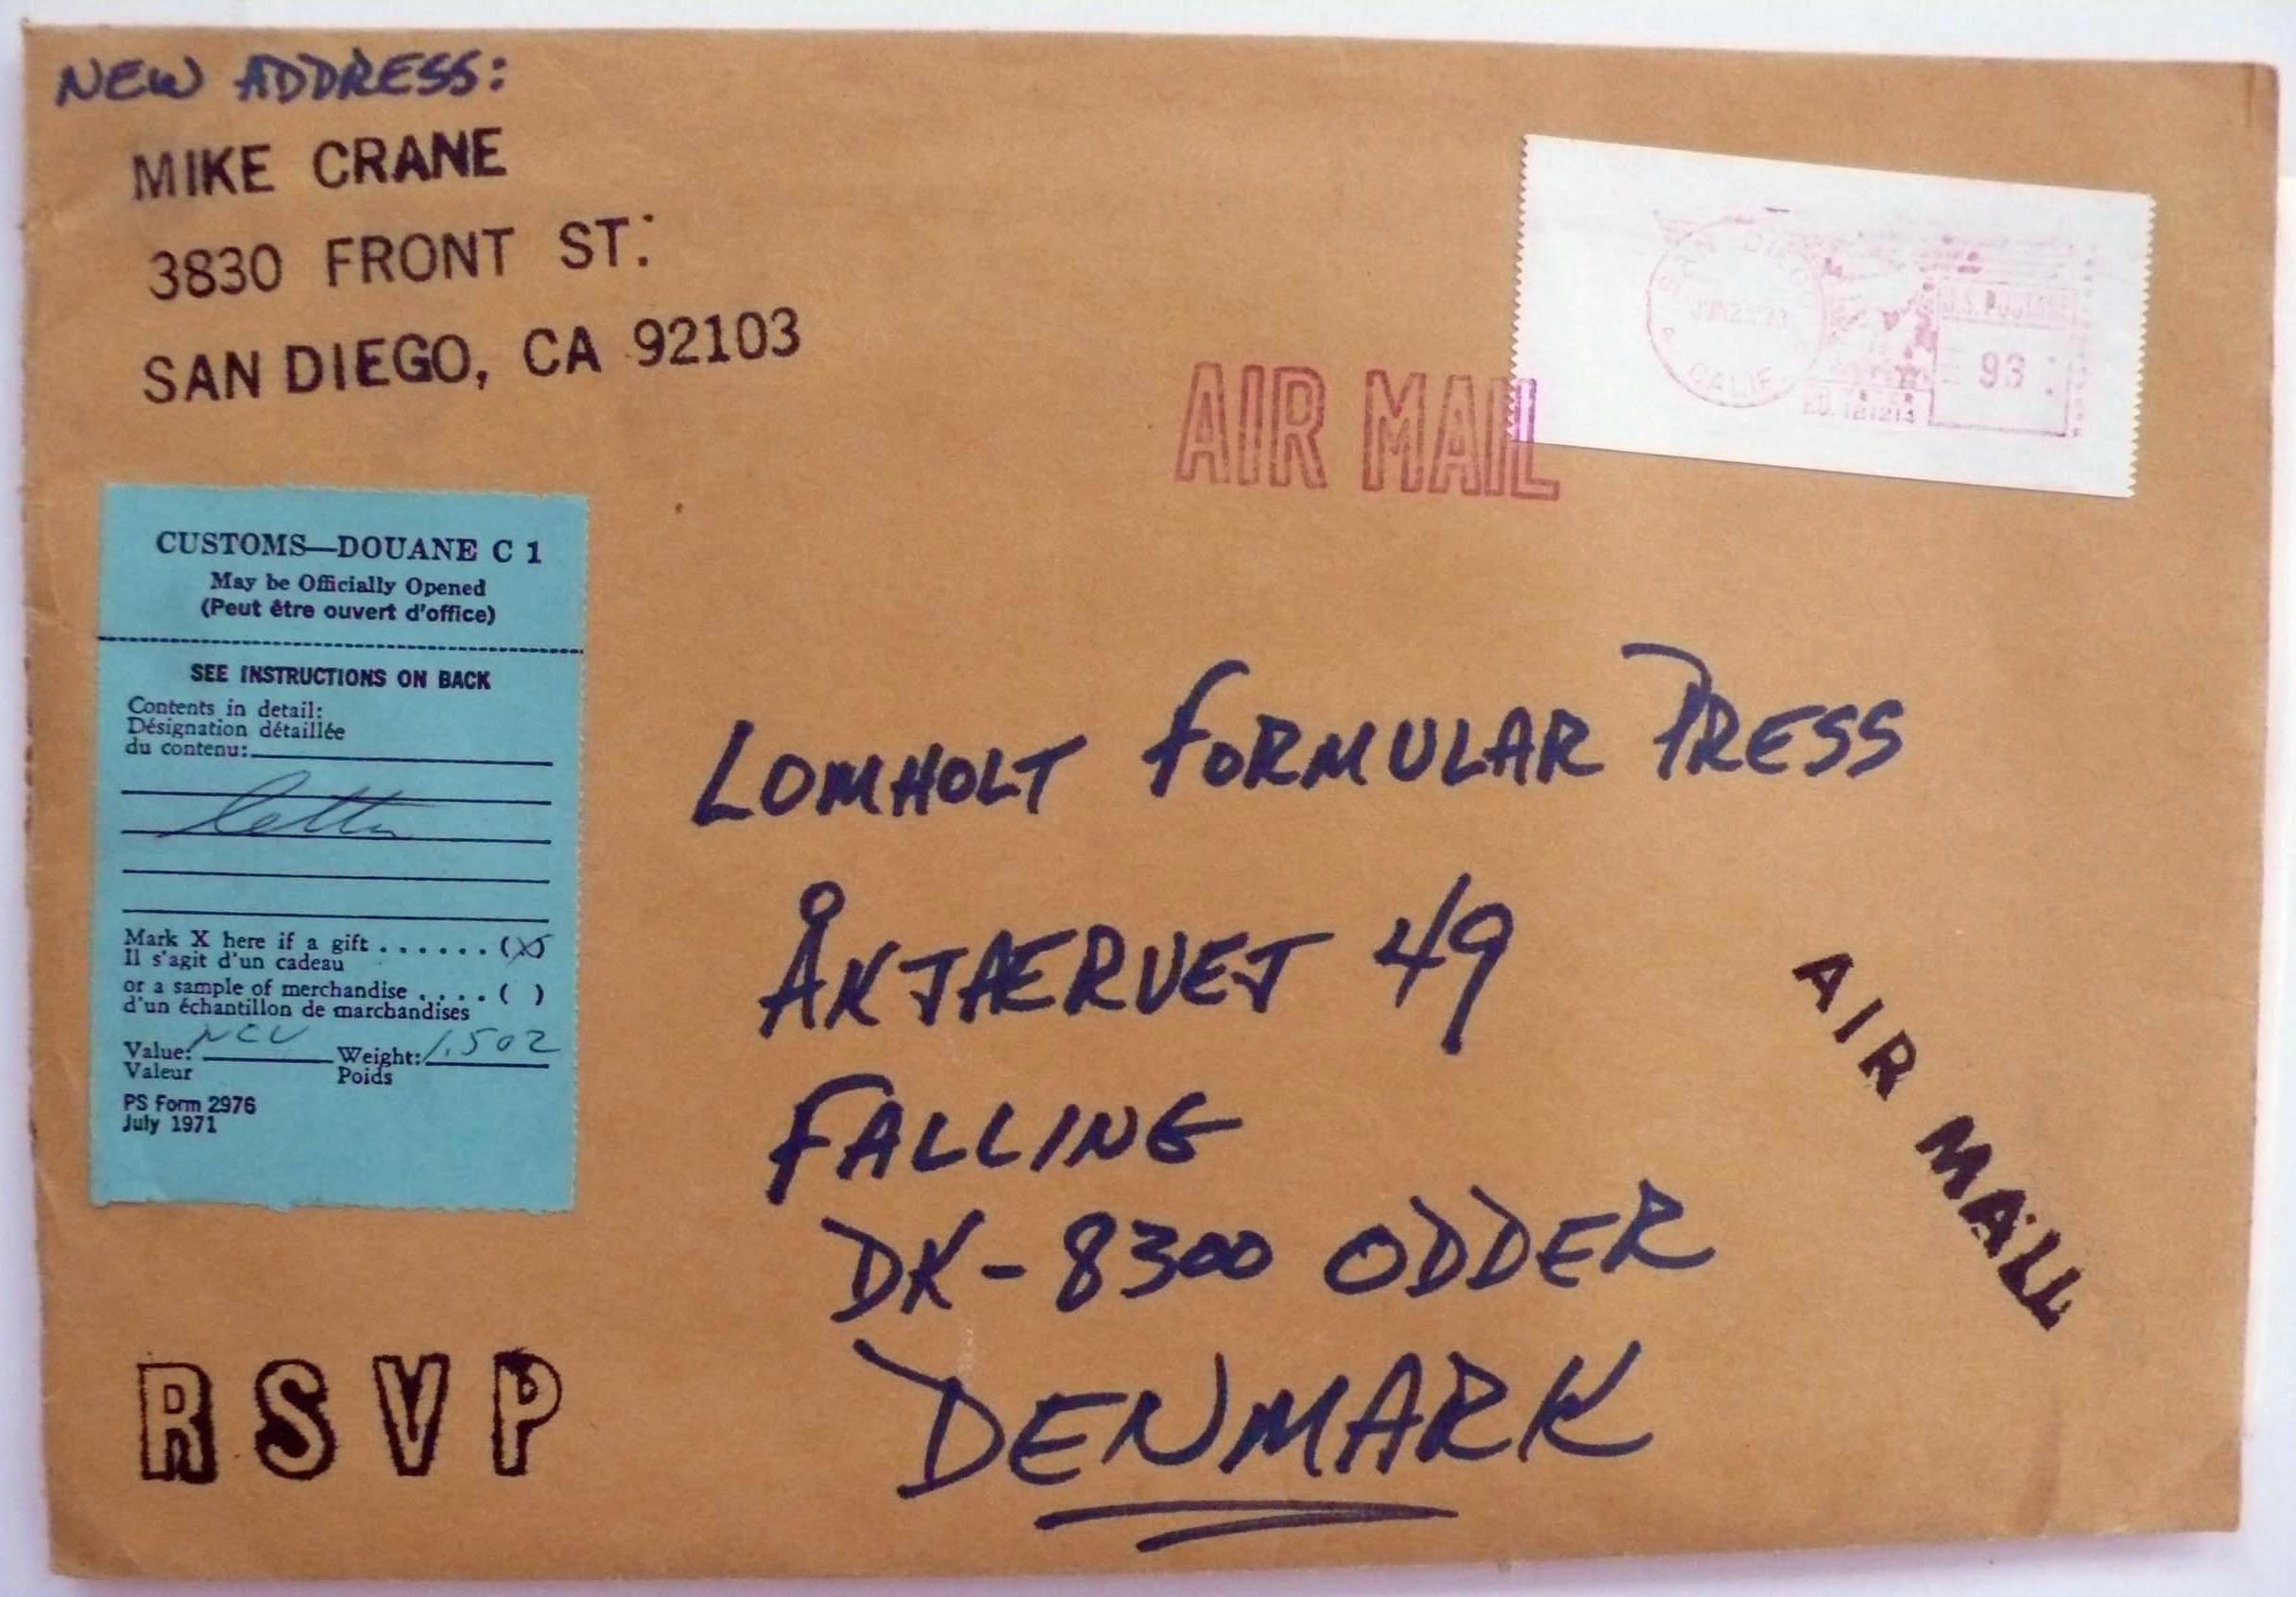 NEW ADDRESS:
MIKE CRANE
3830 FRONT ST.
SAN DIEGO, CA 92103
SAN DIEGO
CALIF
U.S. POSTAGE
93
P.O.
AIR MAIL
CUSTOMS—DOUANE C 1
May be Officially Opened
(Peut être ouvert d'office)
SEE INSTRUCTIONS ON BACK
Contents in detail:
Désignation détaillée
du contenu:
letter
Mark X here if a gift ...... (X)
Il s'agit d'un cadeau
or a sample of merchandise .... ( )
d'un échantillon de marchandises
Value: NCV Weight: 1.5oz
Valeur Poids
PS Form 2976
July 1971
LOMHOLT FORMULAR PRESS
ÅKJAERVEJ 49
FALLING
DK-8300 ODDER
DENMARK
AIR MAIL
RSVP